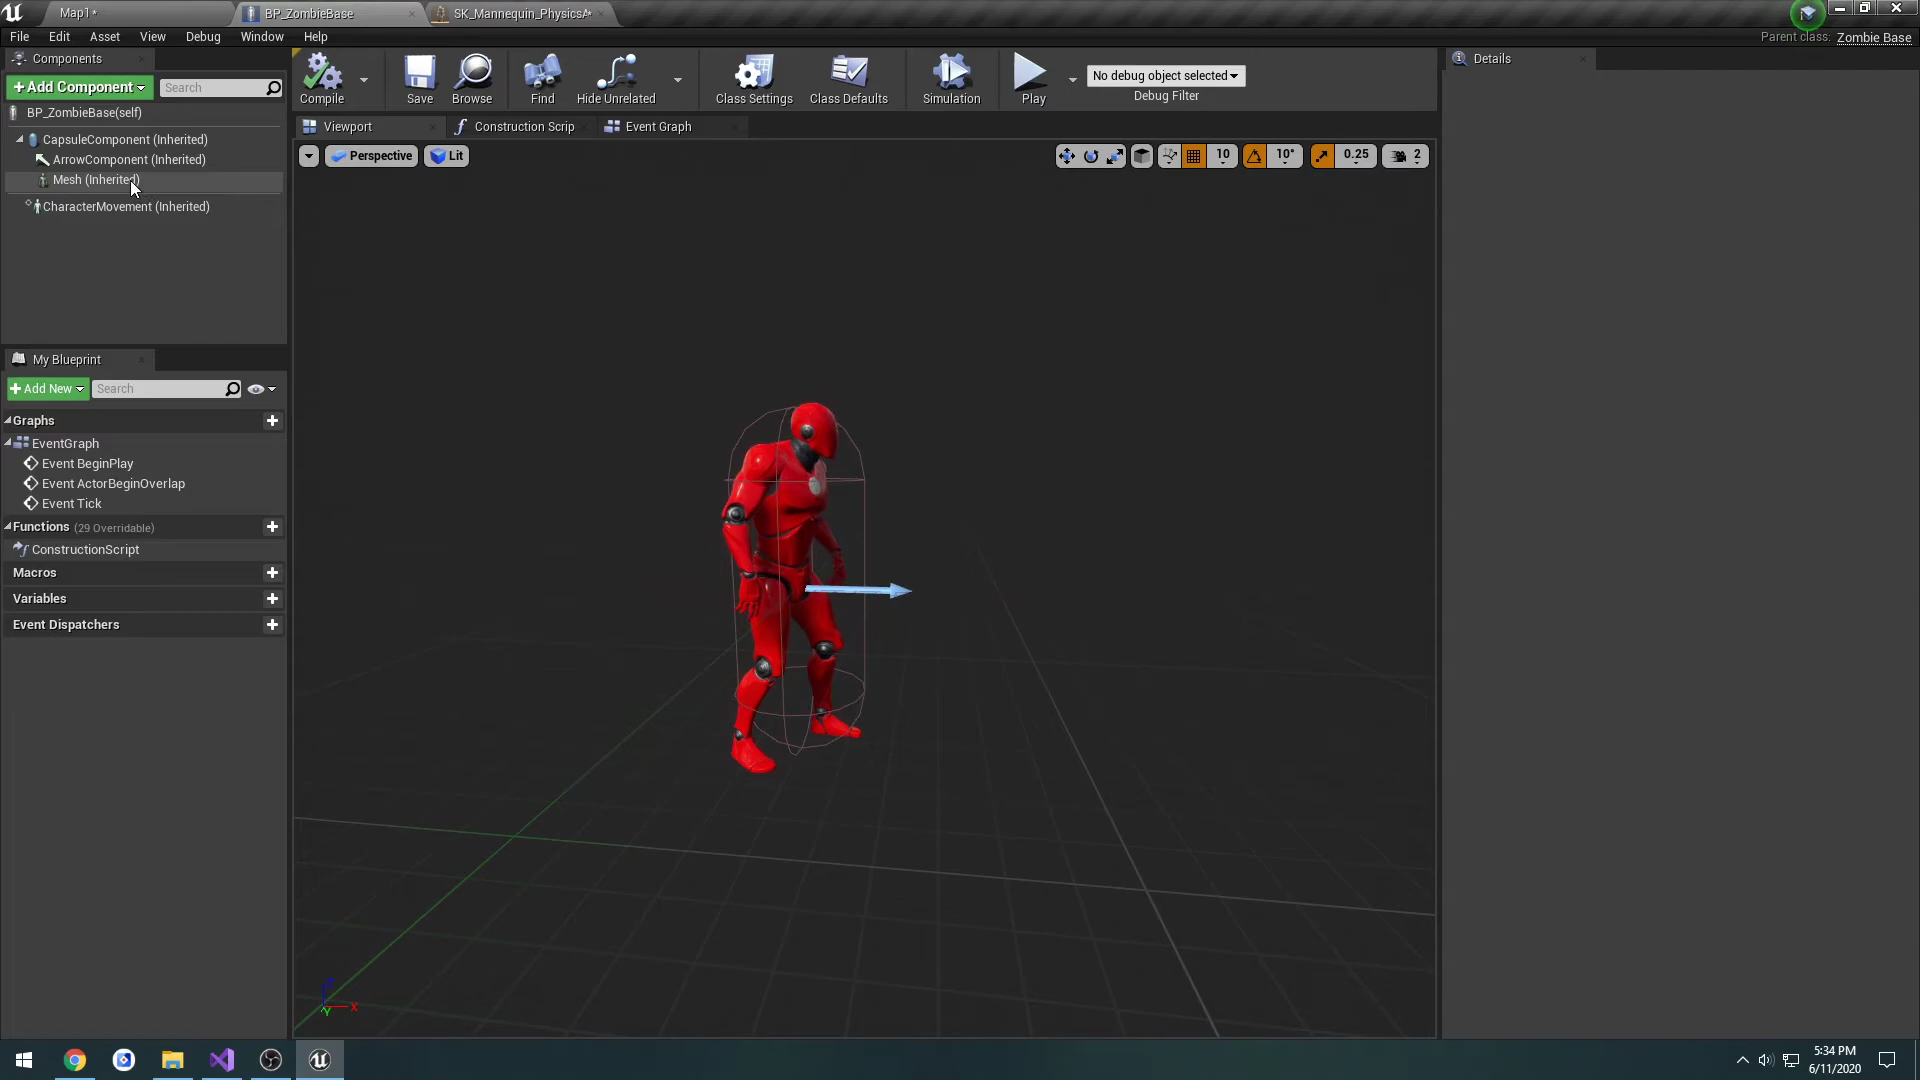 Map1*
BP_ZombieBase
SK_Mannequin_PhysicsA*
File Edit Asset View Debug Window Help
Parent class: Zombie Base
Components
+Add Component
Search
BP_ZombieBase(self)
CapsuleComponent (Inherited)
ArrowComponent (Inherited)
Mesh (Inherited)
CharacterMovement (Inherited)
Compile
Save
Browse
Find
Hide Unrelated
Class Settings
Class Defaults
Simulation
Play
No debug object selected
Debug Filter
Details
Viewport
Construction Scrip
Event Graph
Perspective
Lit
10
10°
0.25
2
My Blueprint
+Add New
Search
Graphs
EventGraph
Event BeginPlay
Event ActorBeginOverlap
Event Tick
Functions (29 Overridable)
ConstructionScript
Macros
Variables
Event Dispatchers
X
Y
5:34 PM
6/11/2020